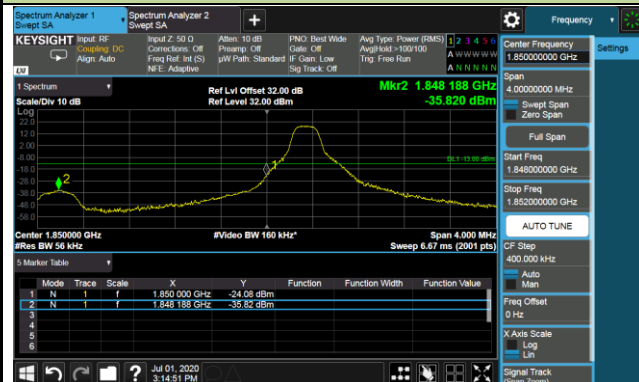 Spectrum Analyzer 1
Swept SA
Spectrum Analyzer 2
Swept SA
+
Frequency
KEYSIGHT
LXI
Input: RF
Coupling: DC
Align: Auto
Input Z: 50 Ω
Corrections: Off
Freq Ref: Int (S)
NFE: Adaptive
Atten: 10 dB
Preamp: Off
µW Path: Standard
PNO: Best Wide
Gate: Off
IF Gain: Low
Sig Track: Off
Avg Type: Power (RMS)
Avg|Hold:>100/100
Trig: Free Run
1 2 3 4 5 6
A W W W W W
A N N N N N
1 Spectrum
Scale/Div 10 dB
Ref Lvl Offset 32.00 dB
Ref Level 32.00 dBm
Mkr2 1.848 188 GHz
-35.820 dBm
Log
22.0
12.0
2.00
-8.00
-18.0
-28.0
-38.0
-48.0
-58.0
DL1 -13.00 dBm
1
2
Center 1.850000 GHz
#Res BW 56 kHz
#Video BW 160 kHz*
Span 4.000 MHz
Sweep 6.67 ms (2001 pts)
5 Marker Table
Mode Trace Scale X Y Function Function Width Function Value
1 N 1 f 1.850 000 GHz -24.08 dBm
2 N 1 f 1.848 188 GHz -35.82 dBm
3
4
5
6
Jul 01, 2020
3:14:51 PM
Center Frequency
1.850000000 GHz
Settings
Span
4.00000000 MHz
Swept Span
Zero Span
Full Span
Start Freq
1.848000000 GHz
Stop Freq
1.852000000 GHz
AUTO TUNE
CF Step
400.000 kHz
Auto
Man
Freq Offset
0 Hz
X Axis Scale
Log
Lin
Signal Track
(Span Zoom)